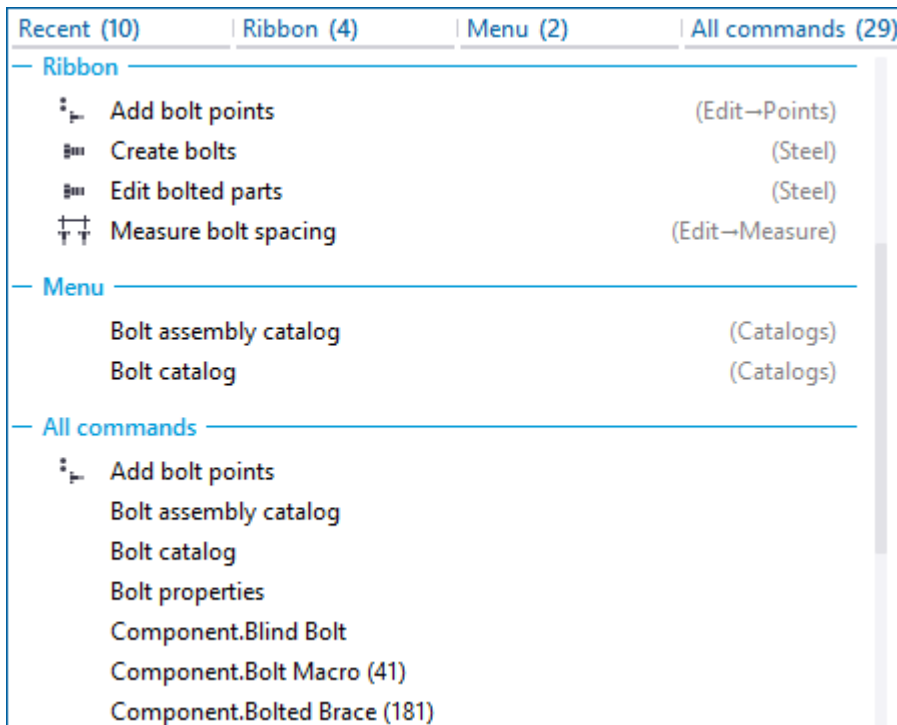 Recent (10) Ribbon (4) Menu (2) All commands (29)
Ribbon
Add bolt points (Edit→Points)
Create bolts (Steel)
Edit bolted parts (Steel)
Measure bolt spacing (Edit→Measure)
Menu
Bolt assembly catalog (Catalogs)
Bolt catalog (Catalogs)
All commands
Add bolt points
Bolt assembly catalog
Bolt catalog
Bolt properties
Component.Blind Bolt
Component.Bolt Macro (41)
Component.Bolted Brace (181)